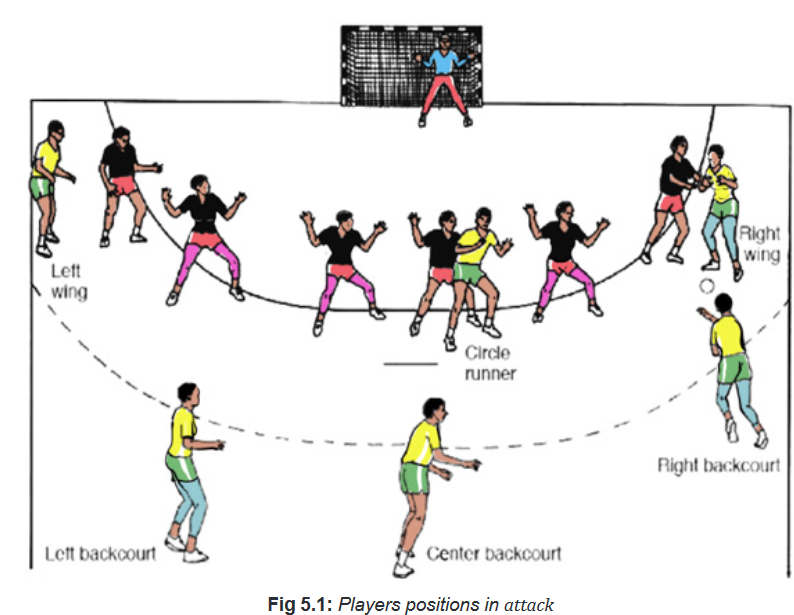 Left
wing
Right
wing
Circle
runner
Right backcourt
Left backcourt
Center backcourt
Fig 5.1: Players positions in attack